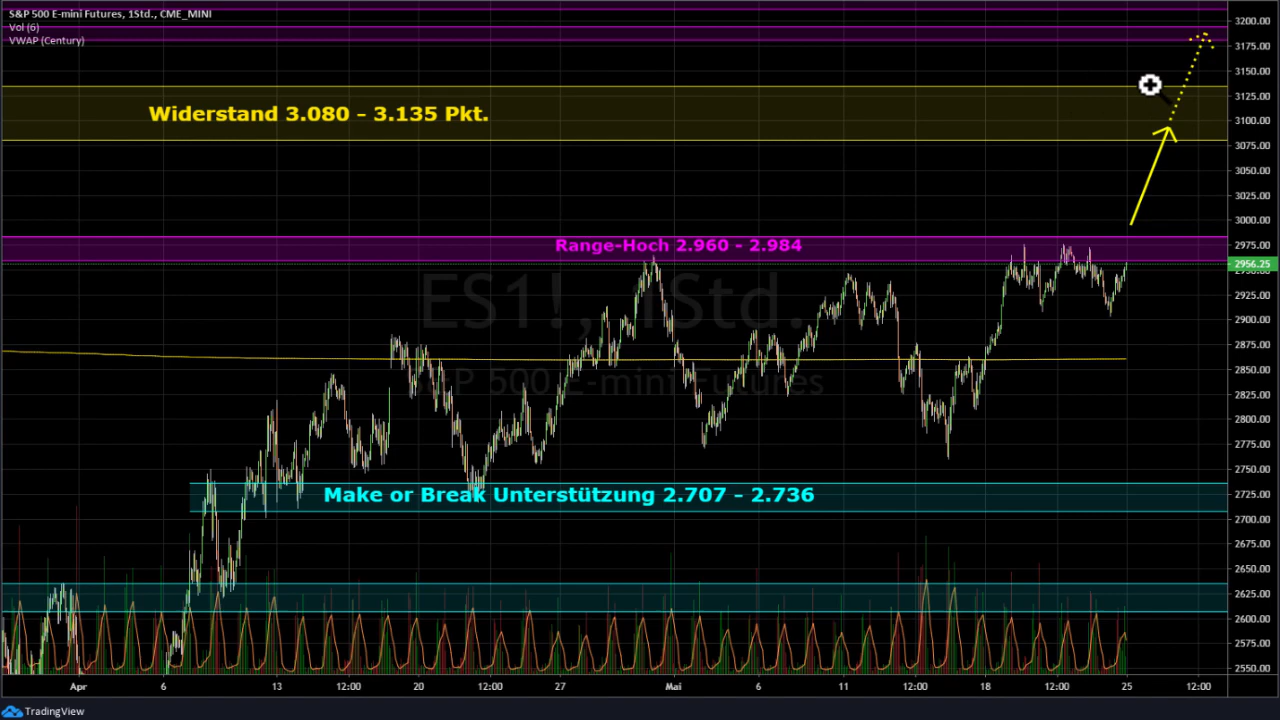 S&P 500 E-mini Futures, 1Std., CME_MINI
Vol (6)
VWAP (Century)
Widerstand 3.080 - 3.135 Pkt.
Range-Hoch 2.960 - 2.984
ES1!, 1Std.
S&P 500 E-mini Futures
Make or Break Unterstützung 2.707 - 2.736
3200.00
3175.00
3150.00
3125.00
3100.00
3075.00
3050.00
3025.00
3000.00
2975.00
2956.25
2925.00
2900.00
2875.00
2850.00
2825.00
2800.00
2775.00
2750.00
2725.00
2700.00
2675.00
2650.00
2625.00
2600.00
2575.00
2550.00
Apr 6 13 12:00 20 12:00 27 Mai 6 11 12:00 18 12:00 25 12:00
TradingView